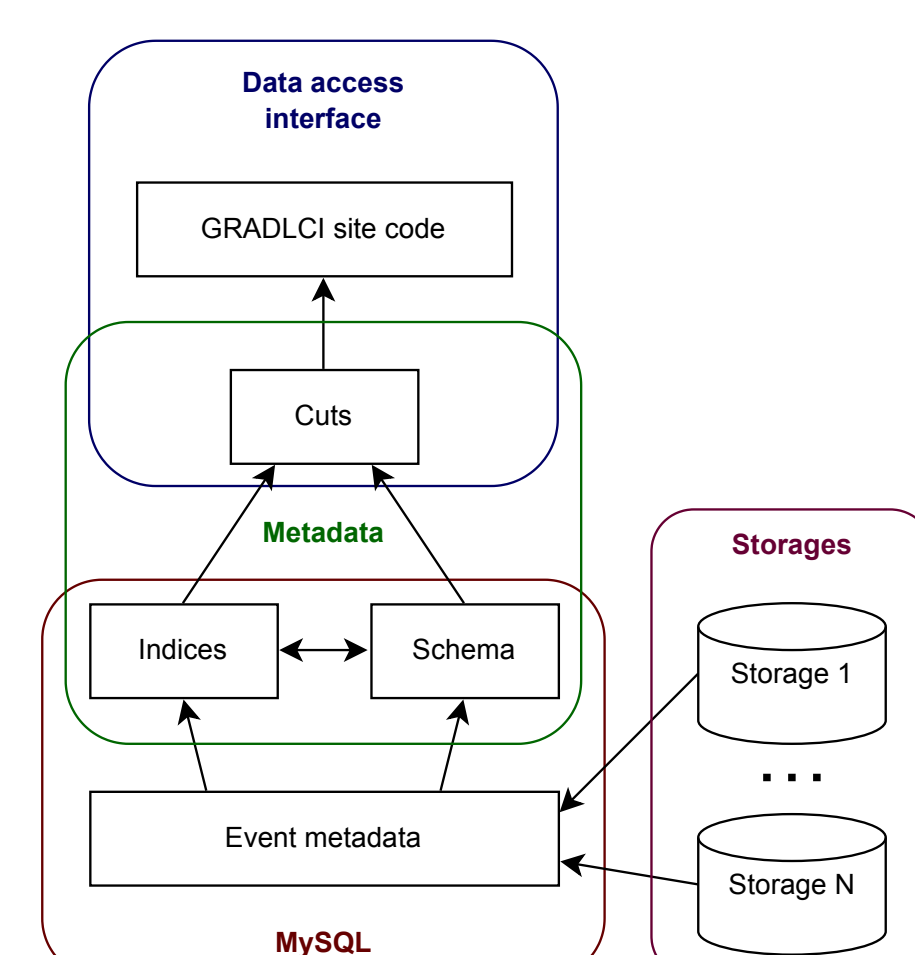 Data access
interface
GRADLCI site code
Cuts
Metadata
Storages
Indices
Schema
Storage 1
. . .
Event metadata
Storage N
MySQL